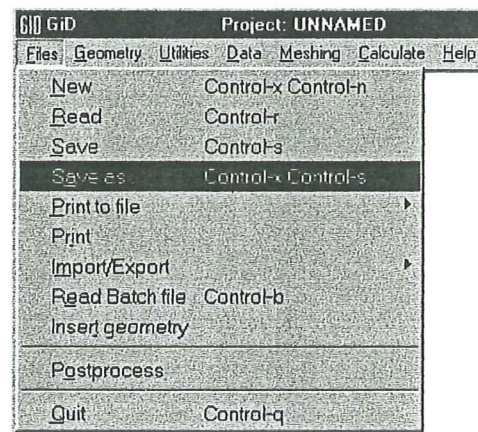 GiD GiD Project: UNNAMED
Files Geometry Utilities Data Meshing Calculate Help
New Control-x Control-n
Read Control-r
Save Control-s
Save as Control-x Control-s
Print to file
Print
Import/Export
Read Batch file Control-b
Insert geometry
Postprocess
Quit Control-q